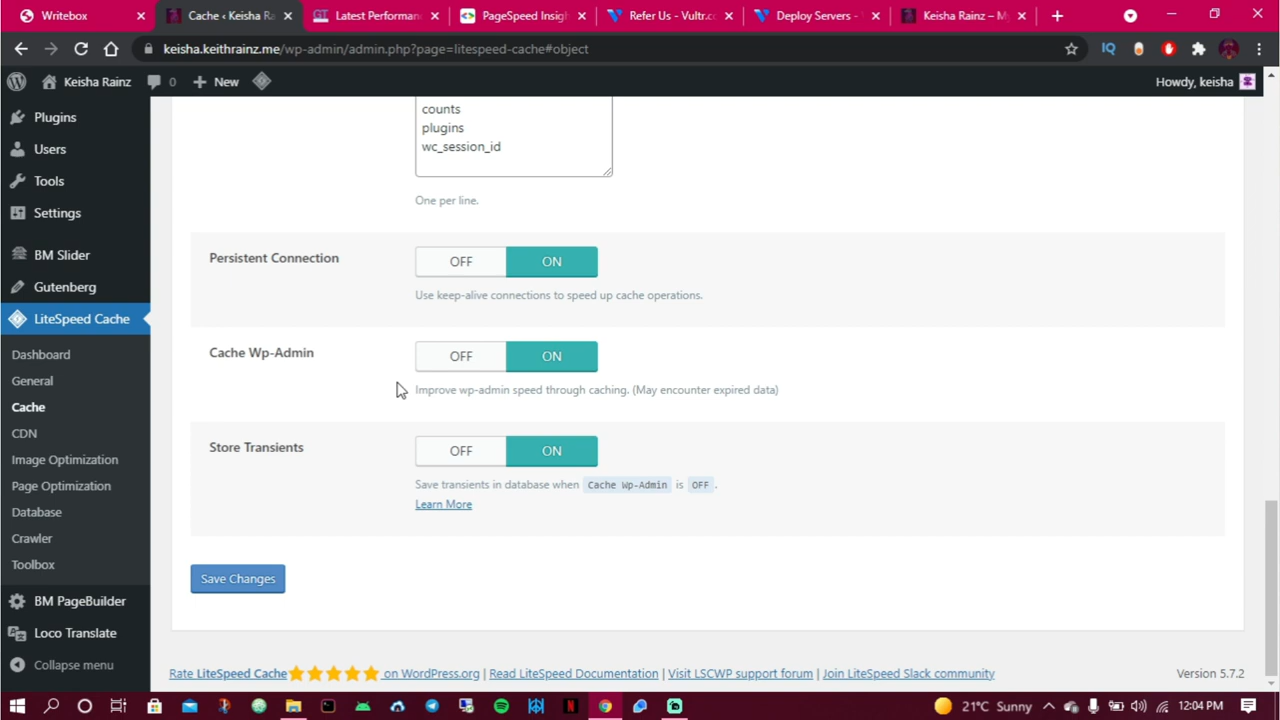 Writebox
Cache ‹ Keisha Ra
Latest Performan
PageSpeed Insigh
Refer Us - Vultr.co
Deploy Servers -
Keisha Rainz – M
keisha.keithrainz.me/wp-admin/admin.php?page=litespeed-cache#object
Keisha Rainz
0
New
Howdy, keisha
Plugins
Users
Tools
Settings
BM Slider
Gutenberg
LiteSpeed Cache
Dashboard
General
Cache
CDN
Image Optimization
Page Optimization
Database
Crawler
Toolbox
BM PageBuilder
Loco Translate
Collapse menu
counts
plugins
wc_session_id
One per line.
Persistent Connection
OFF ON
Use keep-alive connections to speed up cache operations.
Cache Wp-Admin
OFF ON
Improve wp-admin speed through caching. (May encounter expired data)
Store Transients
OFF ON
Save transients in database when Cache Wp-Admin is OFF .
Learn More
Save Changes
Rate LiteSpeed Cache on WordPress.org | Read LiteSpeed Documentation | Visit LSCWP support forum | Join LiteSpeed Slack community
Version 5.7.2
21°C Sunny
12:04 PM